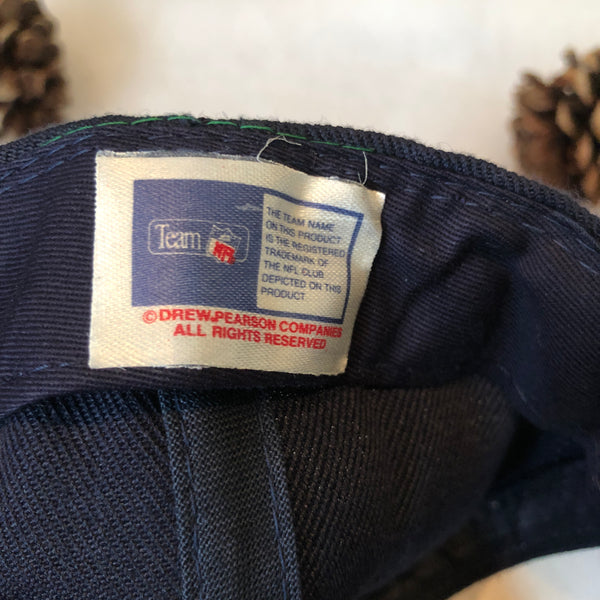 Team
NFL
THE TEAM NAME
ON THIS PRODUCT
IS THE REGISTERED
TRADEMARK OF
THE NFL CLUB
DEPICTED ON THIS
PRODUCT
©DREW PEARSON COMPANIES
ALL RIGHTS RESERVED